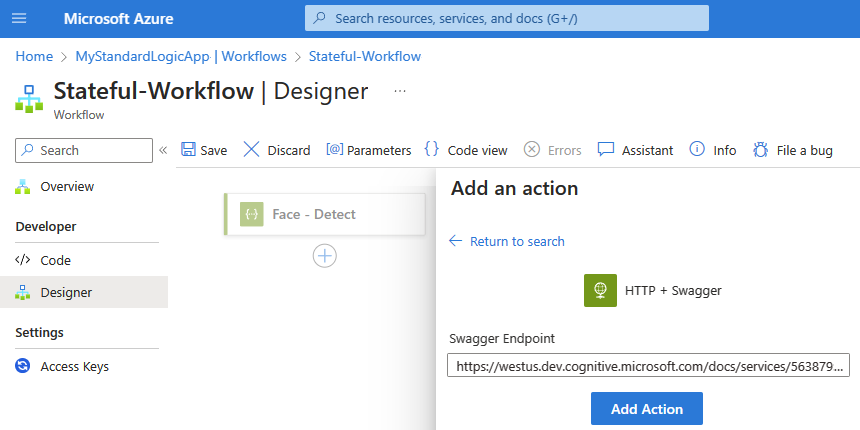 Microsoft Azure
Search resources, services, and docs (G+/)
Home > MyStandardLogicApp | Workflows > Stateful-Workflow
Stateful-Workflow | Designer ...
Workflow
Search
«
Save
Discard
[@] Parameters
{} Code view
Errors
Assistant
Info
File a bug
Overview
Developer
</> Code
Designer
Settings
Access Keys
Face - Detect
Add an action
Return to search
HTTP + Swagger
Swagger Endpoint
https://westus.dev.cognitive.microsoft.com/docs/services/563879...
Add Action